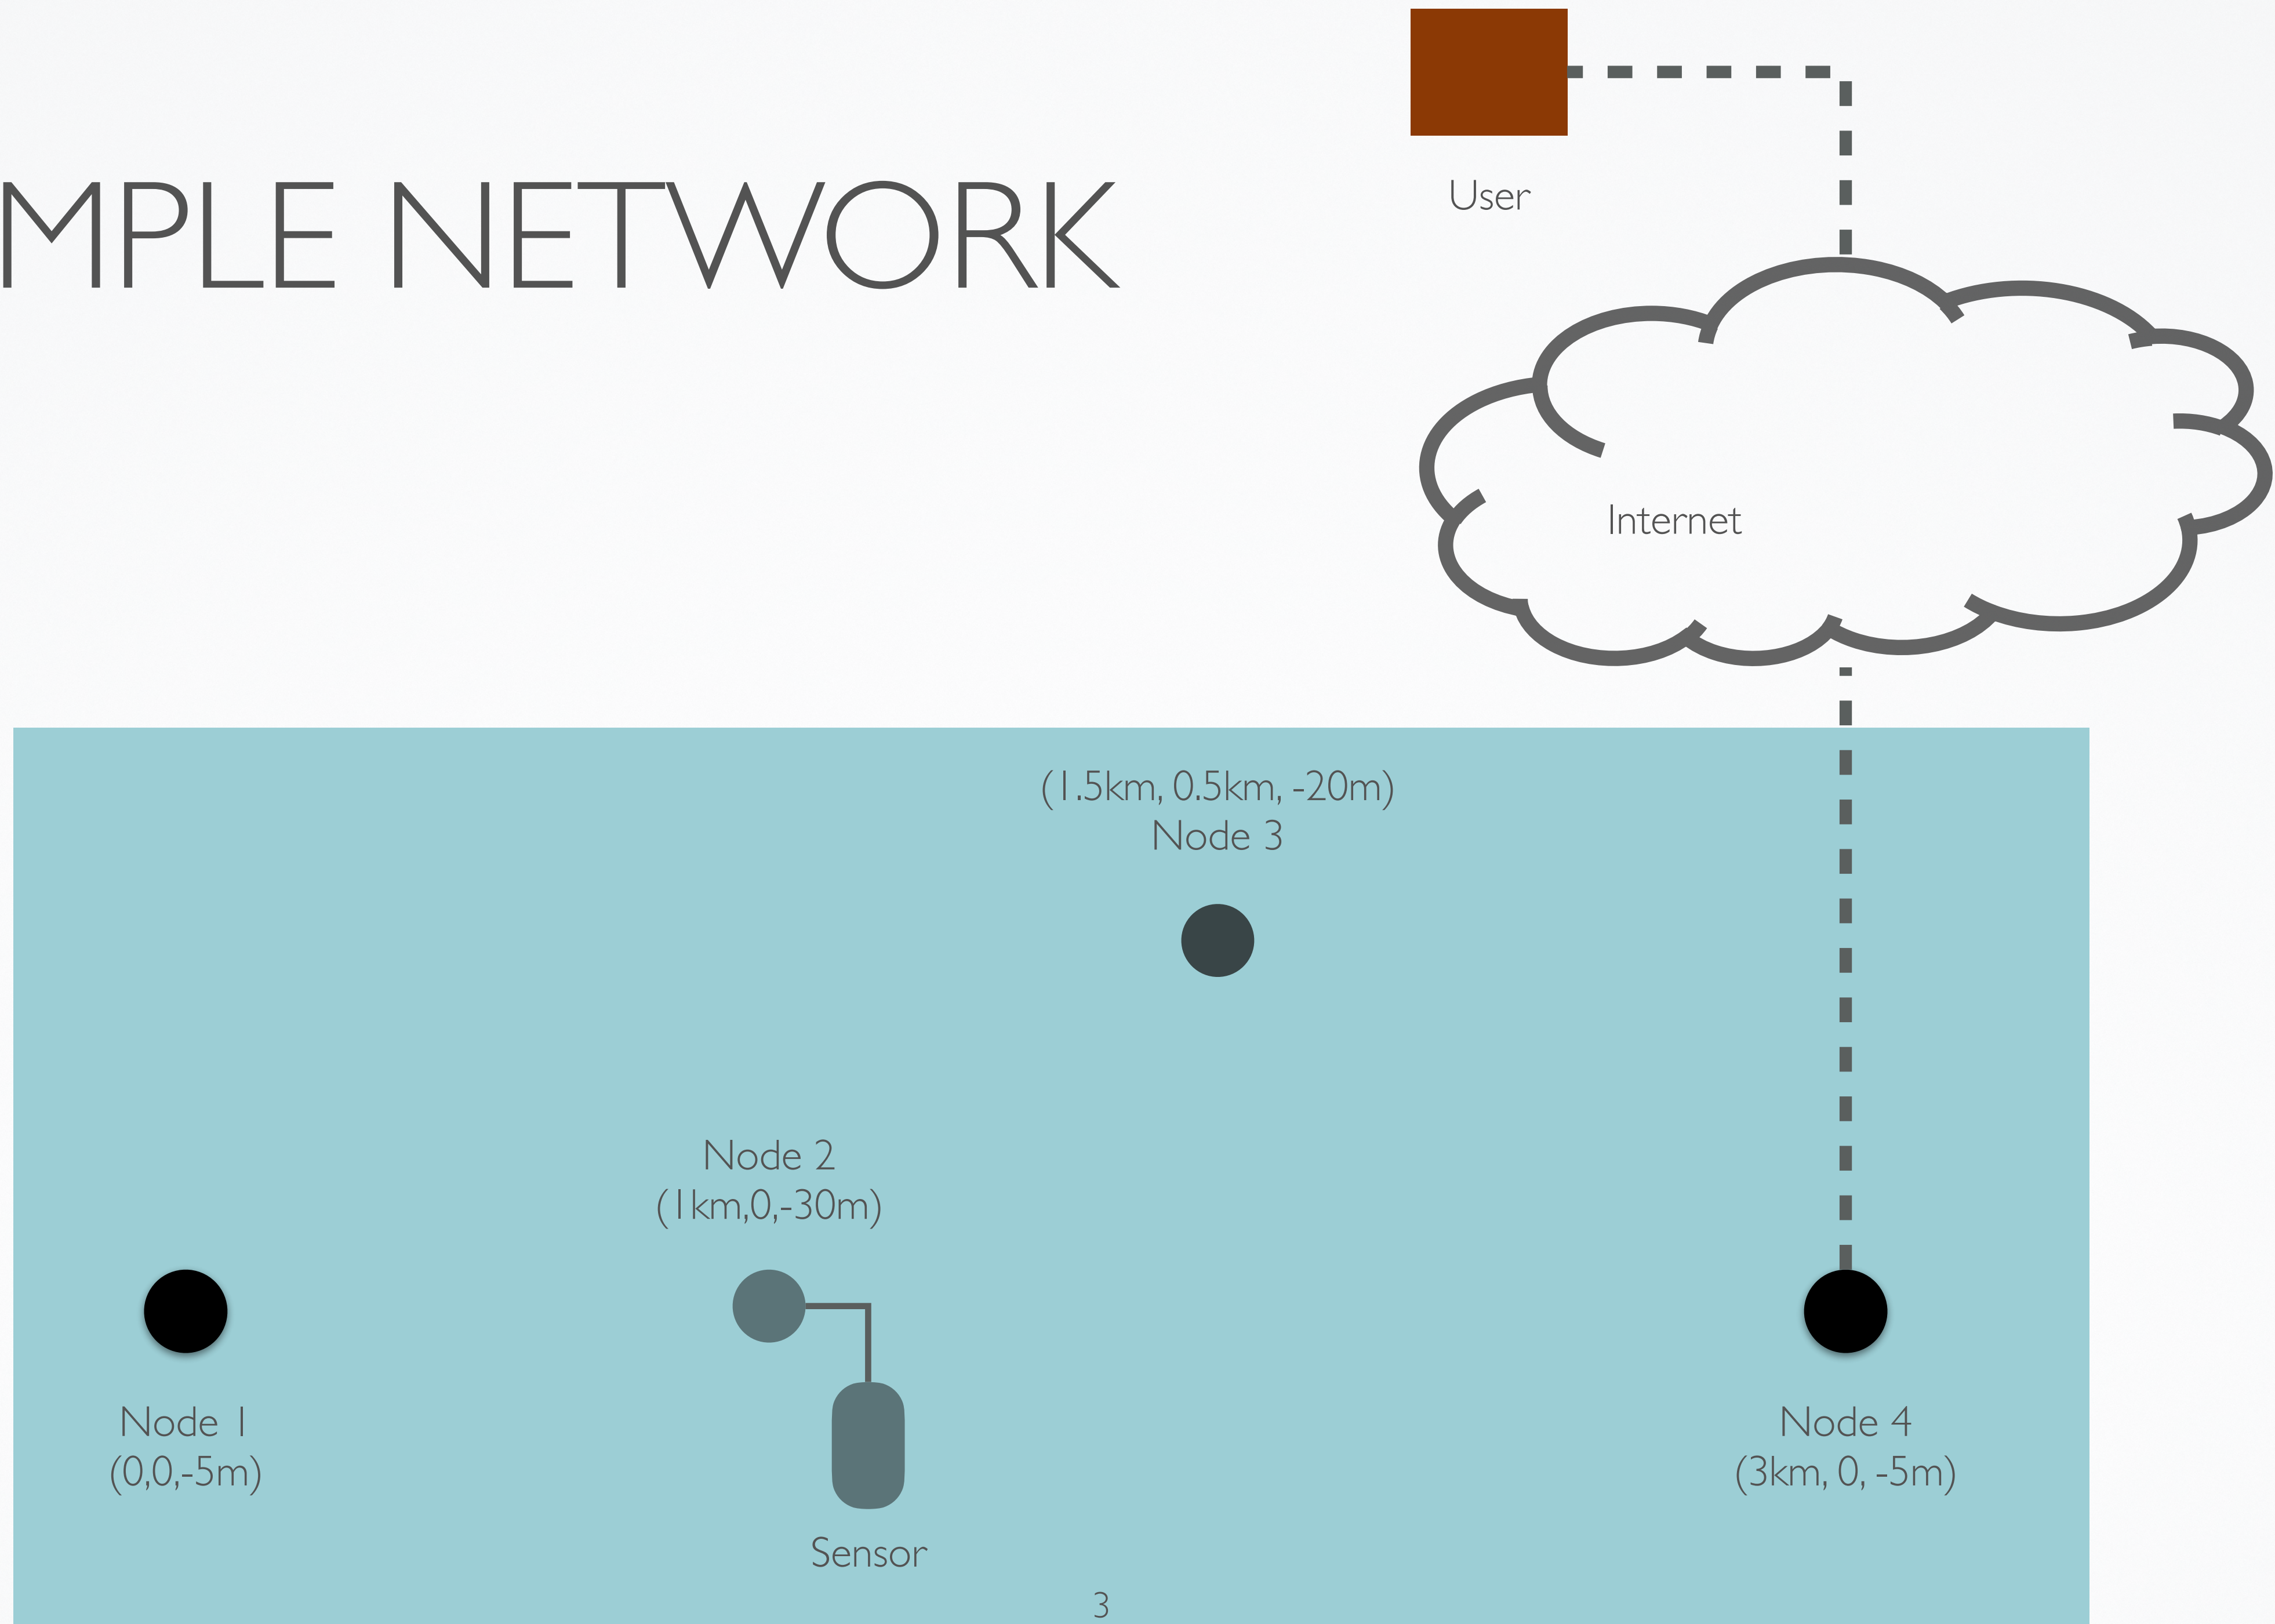 MPLE NETWORK
User
Internet
(1.5km, 0.5km, -20m)
Node 3
Node 2
(1km,0,-30m)
Node 1
(0,0,-5m)
Node 4
(3km, 0, -5m)
Sensor
3